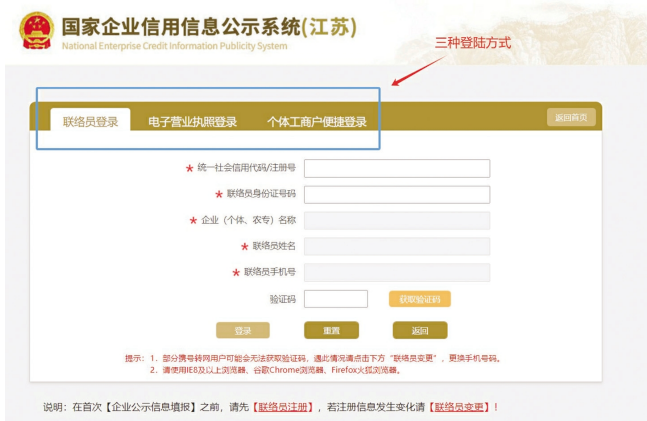 国家企业信用信息公示系统(江苏)
National Enterprise Credit Information Publicity System
三种登陆方式
联络员登录 电子营业执照登录 个体工商户便捷登录 返回首页
* 统一社会信用代码/注册号
* 联络员身份证号码
* 企业（个体、农专）名称
* 联络员姓名
* 联络员手机号
验证码 获取验证码
登录 重置 返回
提示：1、部分携号转网用户可能会无法获取验证码，遇此情况请点击下方“联络员变更”，更换手机号码。
2、请使用IE8及以上浏览器、谷歌Chrome浏览器、Firefox火狐浏览器。
说明：在首次【企业公示信息填报】之前，请先【联络员注册】，若注册信息发生变化请【联络员变更】！